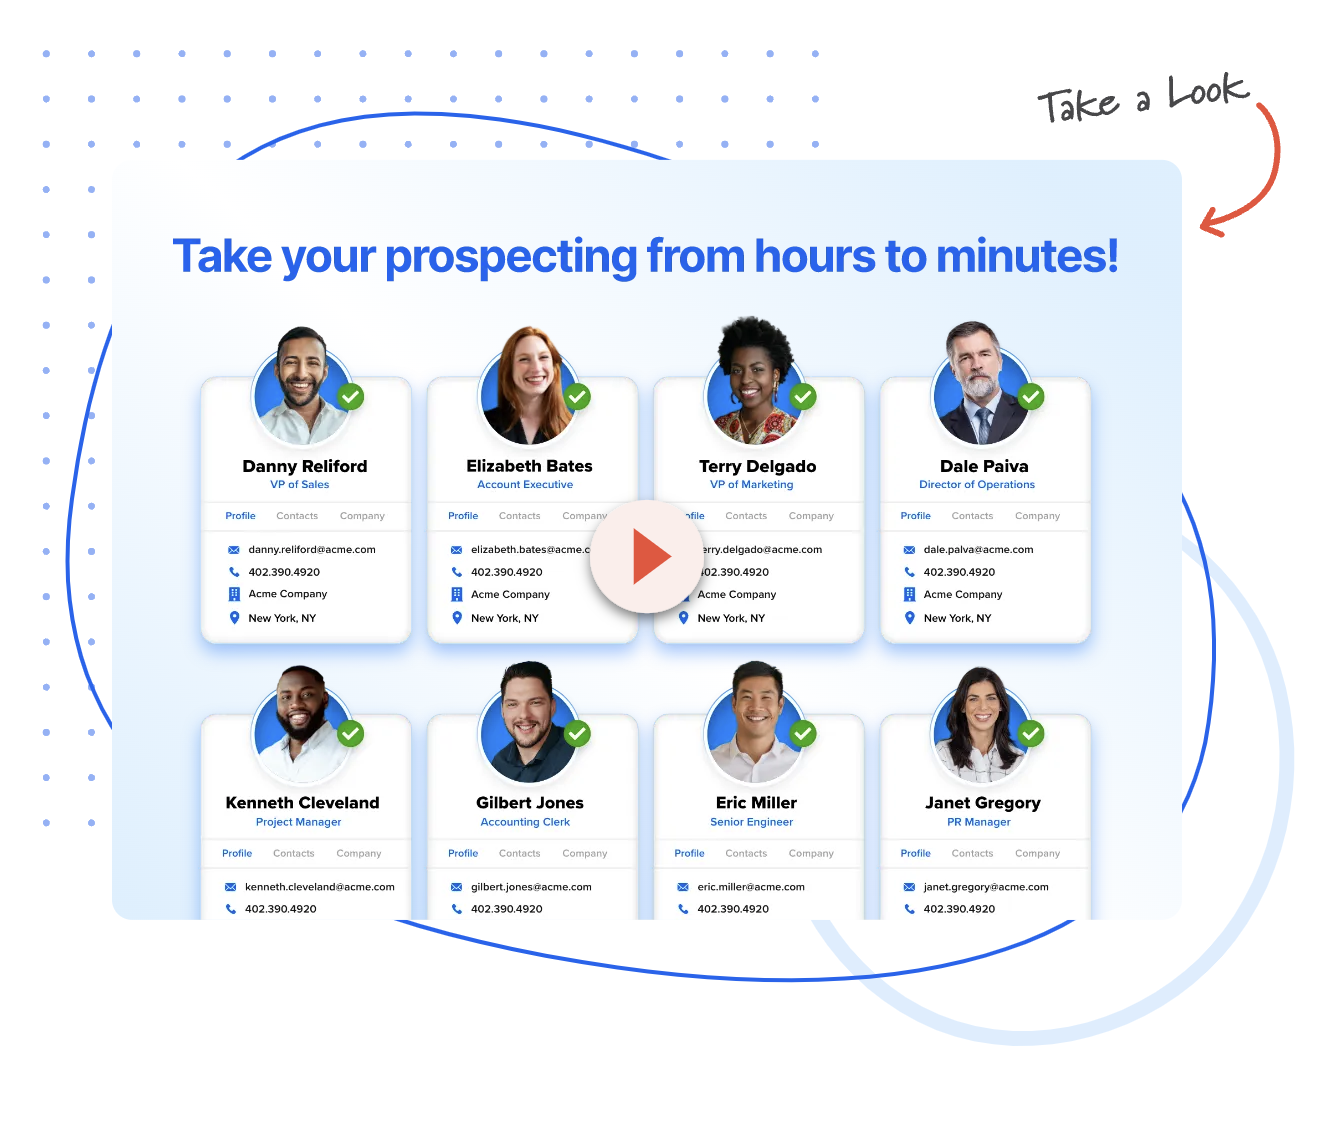 Take a Look
Take your prospecting from hours to minutes!
Danny Reliford
VP of Sales
Profile Contacts Company
danny.reliford@acme.com
402.390.4920
Acme Company
New York, NY
Elizabeth Bates
Account Executive
Profile Contacts Company
elizabeth.bates@acme.c
402.390.4920
Acme Company
New York, NY
Terry Delgado
VP of Marketing
ofile Contacts Company
erry.delgado@acme.com
402.390.4920
Acme Company
New York, NY
Dale Paiva
Director of Operations
Profile Contacts Company
dale.palva@acme.com
402.390.4920
Acme Company
New York, NY
Kenneth Cleveland
Project Manager
Profile Contacts Company
kenneth.cleveland@acme.com
402.390.4920
Gilbert Jones
Accounting Clerk
Profile Contacts Company
gilbert.jones@acme.com
402.390.4920
Eric Miller
Senior Engineer
Profile Contacts Company
eric.miller@acme.com
402.390.4920
Janet Gregory
PR Manager
Profile Contacts Company
janet.gregory@acme.com
402.390.4920